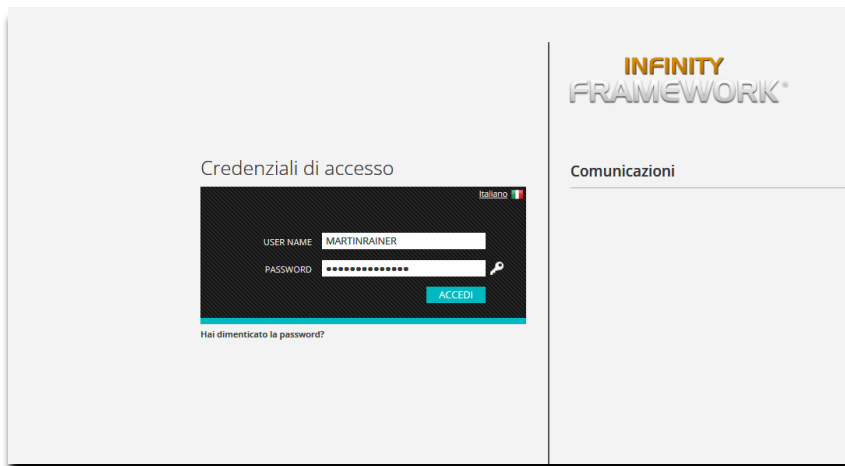 INFINITY
FRAMEWORK®
Credenziali di accesso
Italiano
USER NAME MARTINRAINER
PASSWORD ••••••••••••••
ACCEDI
Hai dimenticato la password?
Comunicazioni